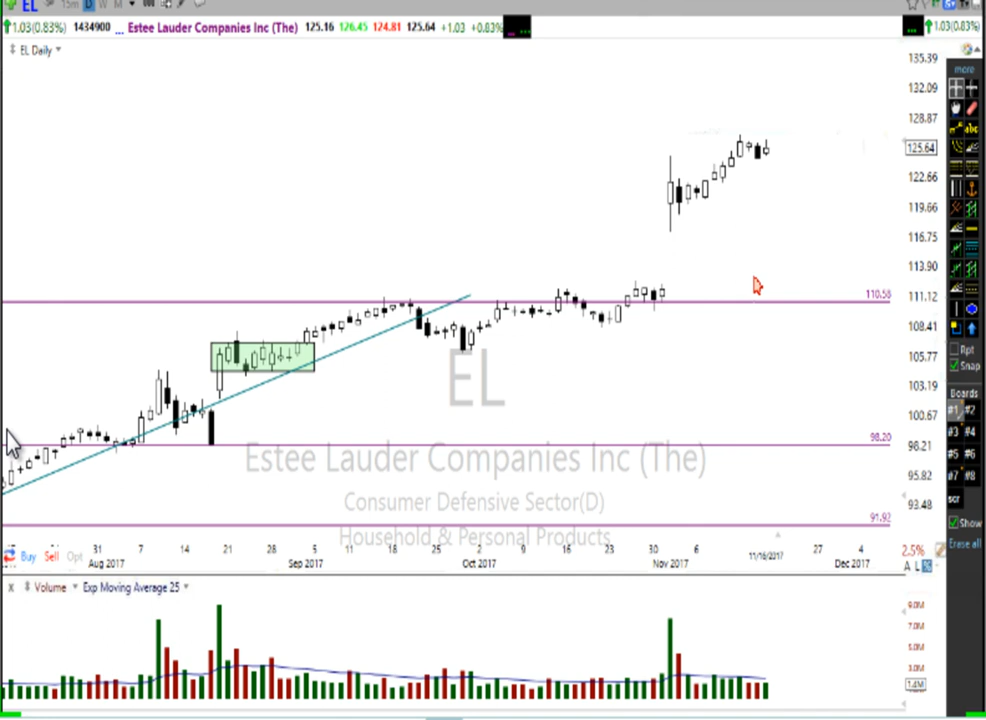 EL 15m D W M
1.03(0.83%) 1434900 ... Estee Lauder Companies Inc (The) 125.16 126.45 124.81 125.64 +1.03 +0.83% ... ... 1.03(0.83%)
EL Daily
more
abc
135.39
132.09
128.87
125.64
122.66
119.66
116.75
113.90
110.58
111.12
108.41
105.77
103.19
100.67
98.20
98.21
95.82
93.48
91.92
EL
Estee Lauder Companies Inc (The)
Consumer Defensive Sector(D)
Household & Personal Products
Rpt
Snap
Boards
#1 #2
#3 #4
#5 #6
#7 #8
scr
Show
Erase all
Buy Sell Opt
31 7 14 21 28 5 11 18 25 2 9 16 23 30 6 11/16/2017 27 4 2.5%
Aug 2017 Sep 2017 Oct 2017 Nov 2017 Dec 2017 A L %
X Volume Exp Moving Average 25
9.0M
7.0M
5.0M
3.0M
1.4M